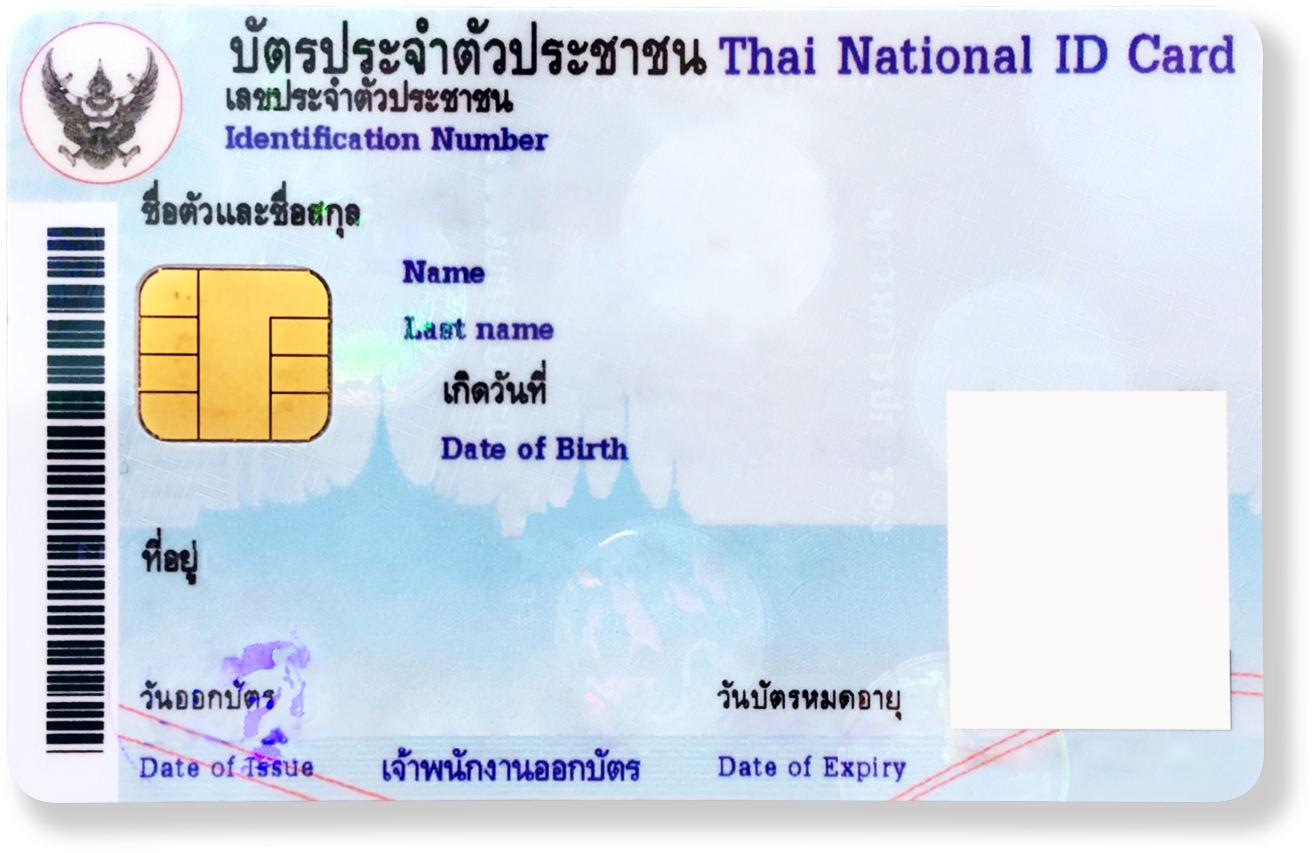 บัตรประจำตัวประชาชน Thai National ID Card
เลขประจำตัวประชาชน
Identification Number
ชื่อตัวและชื่อสกุล
Name
Last name
เกิดวันที่
Date of Birth
ที่อยู่
วันออกบัตร
Date of Issue
เจ้าพนักงานออกบัตร
วันบัตรหมดอายุ
Date of Expiry